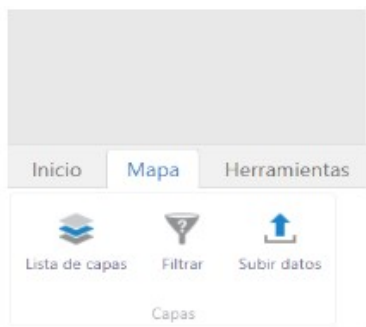 Inicio Mapa Herramientas
Lista de capas Filtrar Subir datos
Capas